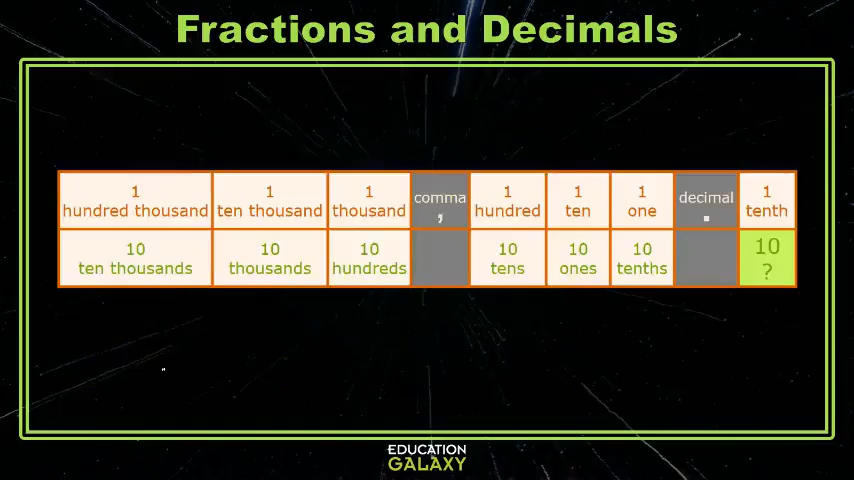 Fractions and Decimals
1 hundred thousand 1 ten thousand 1 thousand comma , 1 hundred 1 ten 1 one decimal . 1 tenth
10 ten thousands 10 thousands 10 hundreds 10 tens 10 ones 10 tenths 10 ?
EDUCATION
GALAXY